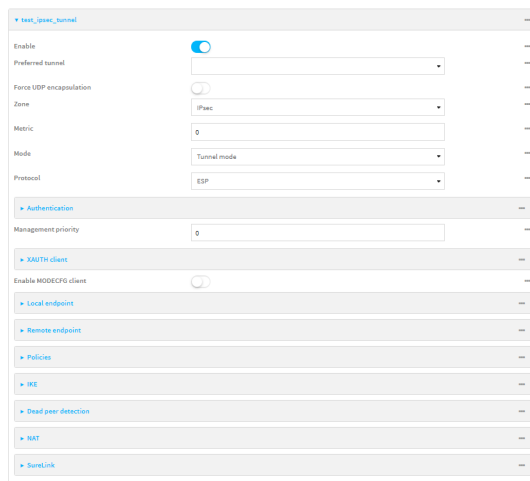 test_ipsec_tunnel
Enable
Preferred tunnel
Force UDP encapsulation
Zone
IPsec
Metric
0
Mode
Tunnel mode
Protocol
ESP
Authentication
Management priority
0
XAUTH client
Enable MODECFG client
Local endpoint
Remote endpoint
Policies
IKE
Dead peer detection
NAT
SureLink